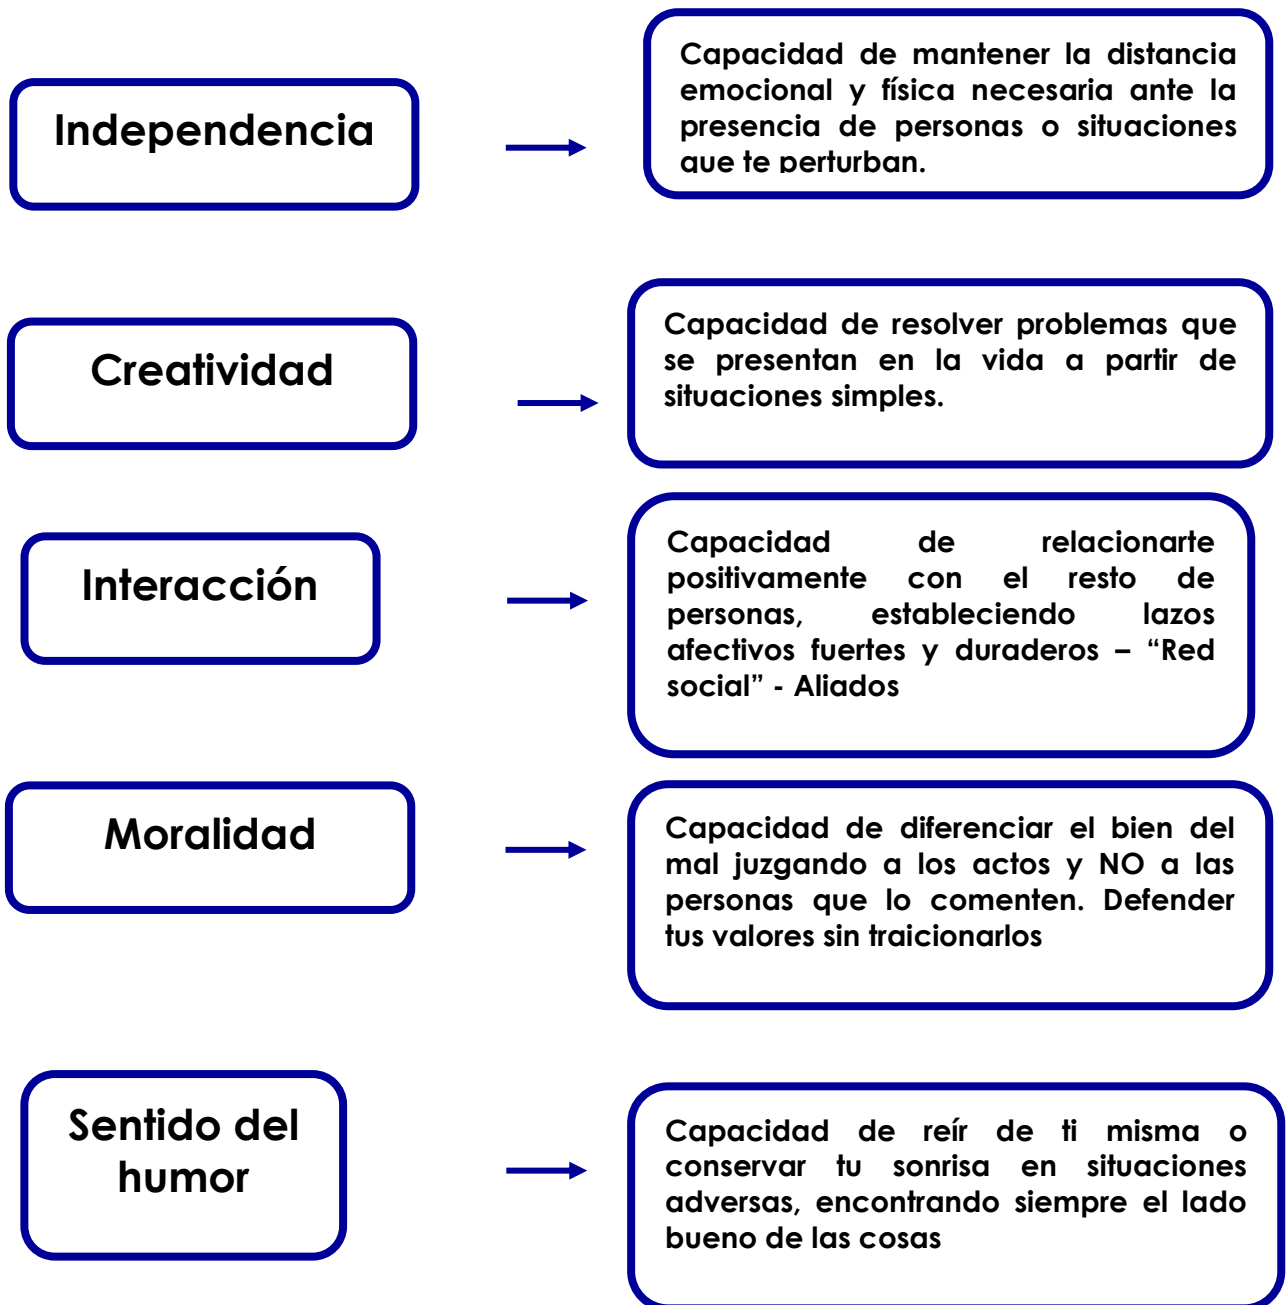 Independencia
Capacidad de mantener la distancia
emocional y física necesaria ante la
presencia de personas o situaciones
que te perturban.
Creatividad
Capacidad de resolver problemas que
se presentan en la vida a partir de
situaciones simples.
Interacción
Capacidad de relacionarte
positivamente con el resto de
personas, estableciendo lazos
afectivos fuertes y duraderos – “Red
social” - Aliados
Moralidad
Capacidad de diferenciar el bien del
mal juzgando a los actos y NO a las
personas que lo comenten. Defender
tus valores sin traicionarlos
Sentido del
humor
Capacidad de reír de ti misma o
conservar tu sonrisa en situaciones
adversas, encontrando siempre el lado
bueno de las cosas